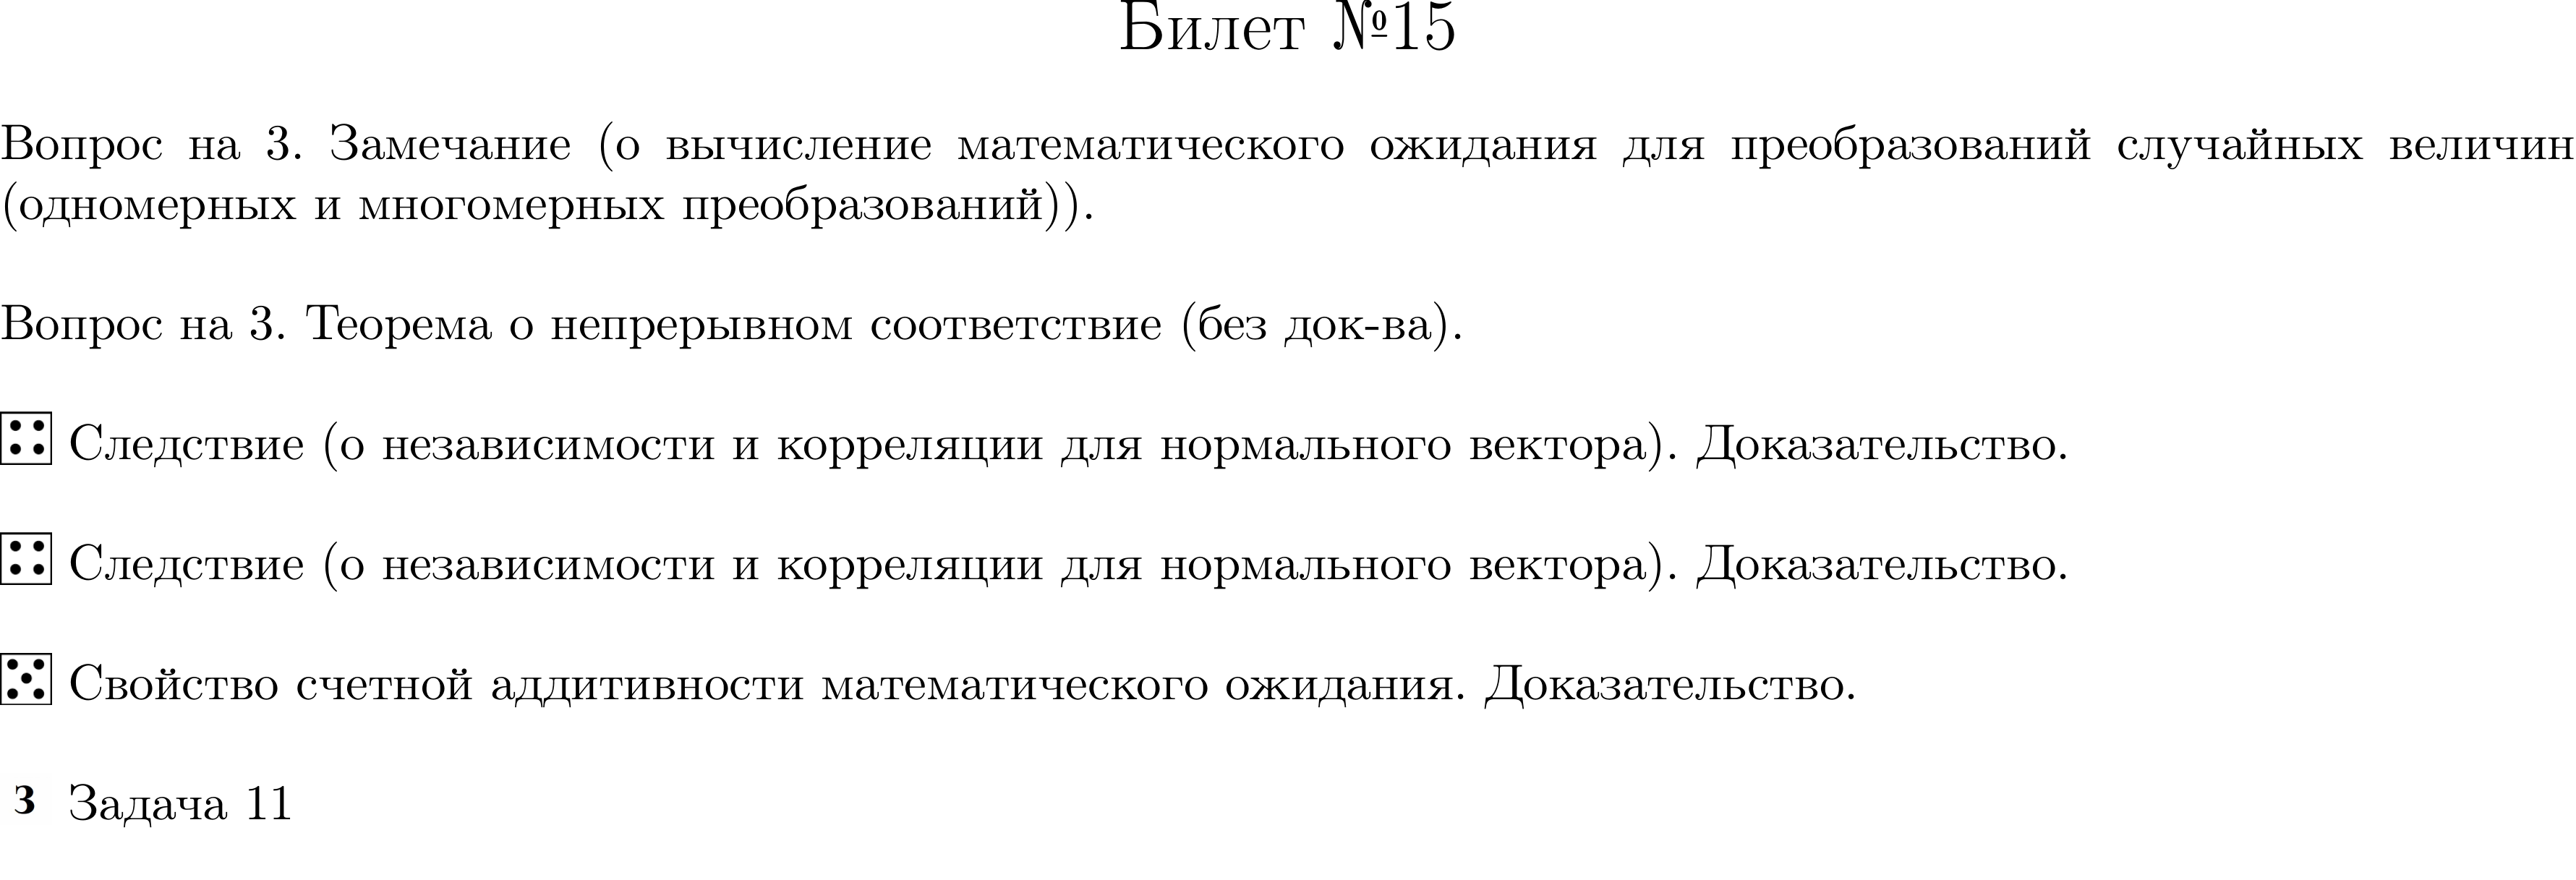 Билет №15
Вопрос на 3. Замечание (о вычисление математического ожидания для преобразований случайных величин
(одномерных и многомерных преобразований)).
Вопрос на 3. Теорема о непрерывном соответствие (без док-ва).
Следствие (о независимости и корреляции для нормального вектора). Доказательство.
Следствие (о независимости и корреляции для нормального вектора). Доказательство.
Свойство счетной аддитивности математического ожидания. Доказательство.
З Задача 11